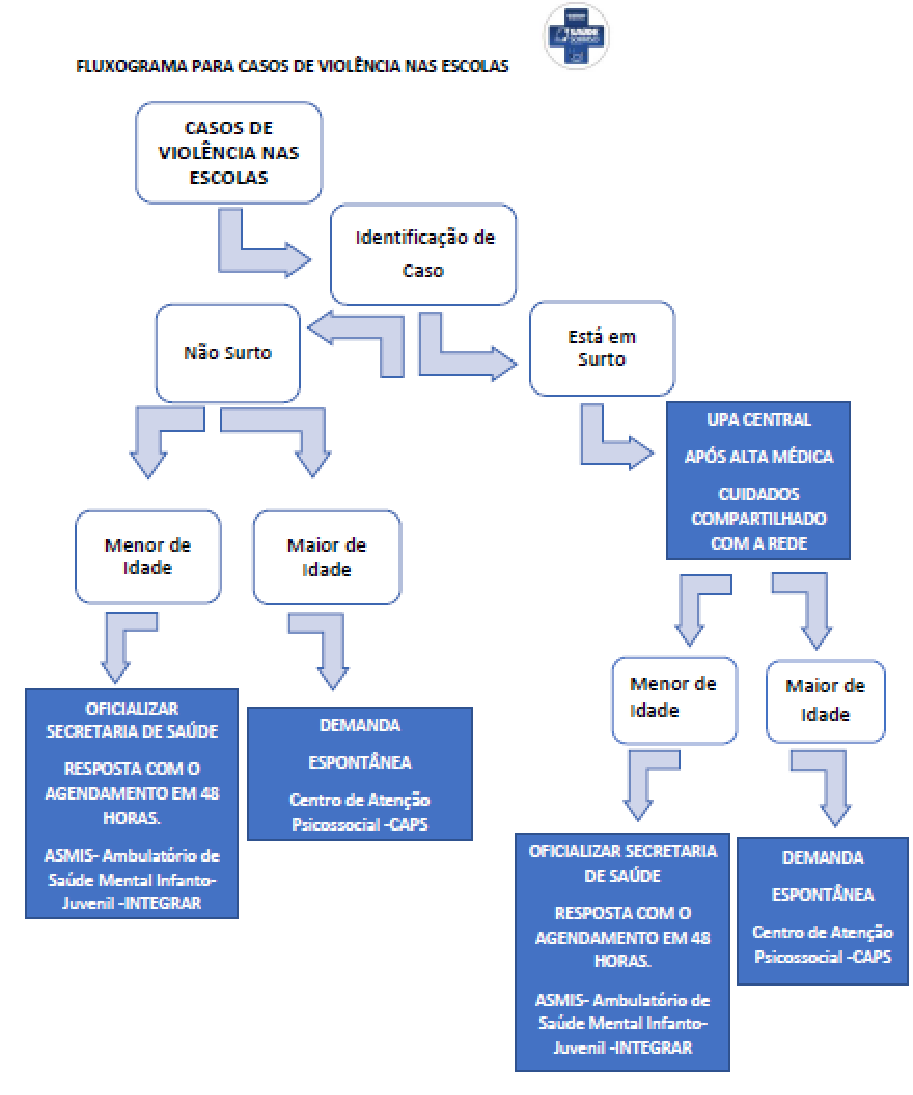 SAÚDE
FLUXOGRAMA PARA CASOS DE VIOLÊNCIA NAS ESCOLAS
CASOS DE
VIOLÊNCIA NAS
ESCOLAS
Identificação de
Caso
Não Surto
Está em
Surto
UPA CENTRAL
APÓS ALTA MÉDICA
CUIDADOS
COMPARTILHADO
COM A REDE
Menor de
Idade
Maior de
Idade
OFICIALIZAR
SECRETARIA DE SAÚDE
RESPOSTA COM O
AGENDAMENTO EM 48
HORAS.
ASMIS- Ambulatório de
Saúde Mental Infanto-
Juvenil -INTEGRAR
DEMANDA
ESPONTÂNEA
Centro de Atenção
Psicossocial -CAPS
Menor de
Idade
Maior de
Idade
OFICIALIZAR SECRETARIA
DE SAÚDE
RESPOSTA COM O
AGENDAMENTO EM 48
HORAS.
ASMIS- Ambulatório de
Saúde Mental Infanto-
Juvenil -INTEGRAR
DEMANDA
ESPONTÂNEA
Centro de Atenção
Psicossocial -CAPS